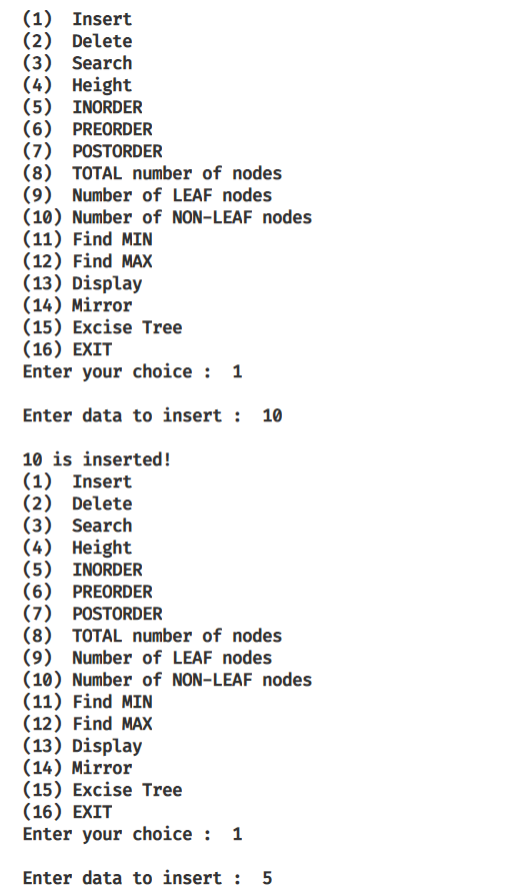 (1)  Insert
(2)  Delete
(3)  Search
(4)  Height
(5)  INORDER
(6)  PREORDER
(7)  POSTORDER
(8)  TOTAL number of nodes
(9)  Number of LEAF nodes
(10) Number of NON-LEAF nodes
(11) Find MIN
(12) Find MAX
(13) Display
(14) Mirror
(15) Excise Tree
(16) EXIT
Enter your choice :  1
Enter data to insert :  10
10 is inserted!
(1)  Insert
(2)  Delete
(3)  Search
(4)  Height
(5)  INORDER
(6)  PREORDER
(7)  POSTORDER
(8)  TOTAL number of nodes
(9)  Number of LEAF nodes
(10) Number of NON-LEAF nodes
(11) Find MIN
(12) Find MAX
(13) Display
(14) Mirror
(15) Excise Tree
(16) EXIT
Enter your choice :  1
Enter data to insert :  5